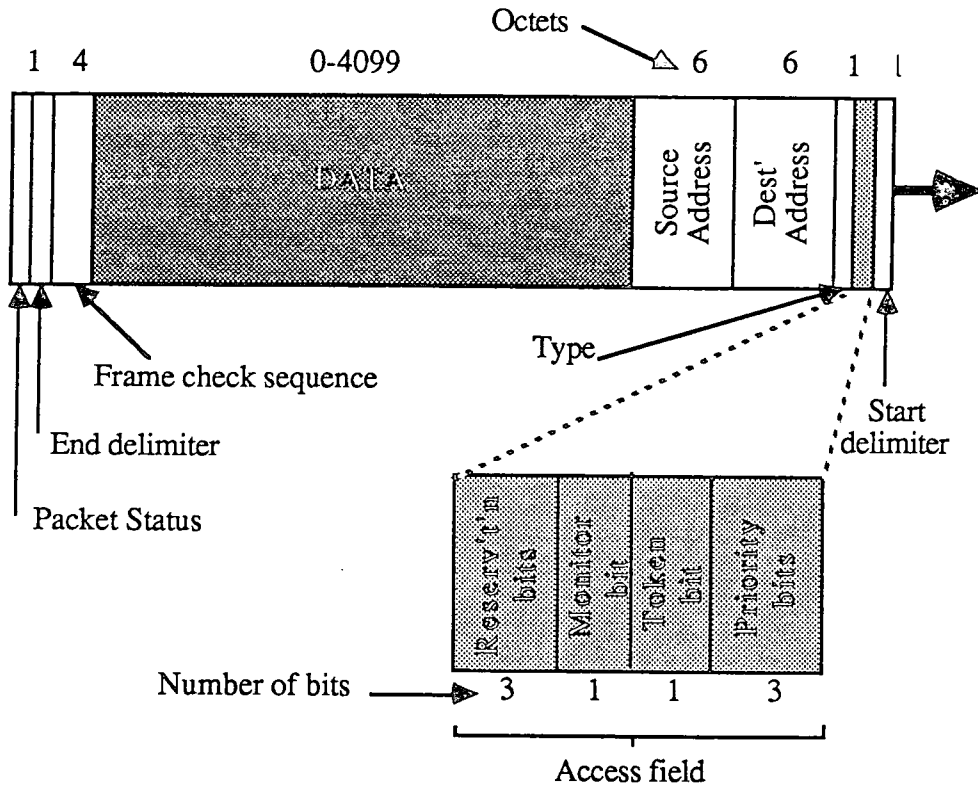 Octets
1 4 0-4099 6 6 1 1
DATA
Source
Address
Dest'
Address
Type
Frame check sequence
Start
delimiter
End delimiter
Packet Status
Reserv't'n
bits
Monitor
bit
Token
bit
Priority
bits
Number of bits
3 1 1 3
Access field